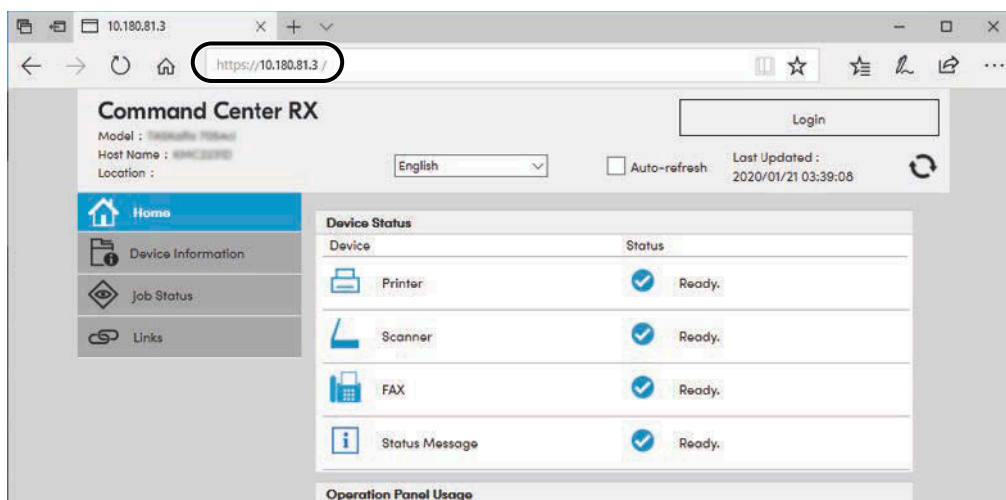 10.180.81.3
https://10.180.81.3 /
Command Center RX
Login
Model :
Host Name :
Location :
English
Auto-refresh
Last Updated :
2020/01/21 03:39:08
Home
Device Information
Job Status
Links
Device Status
Device Status
Printer Ready.
Scanner Ready.
FAX Ready.
Status Message Ready.
Operation Panel Usage